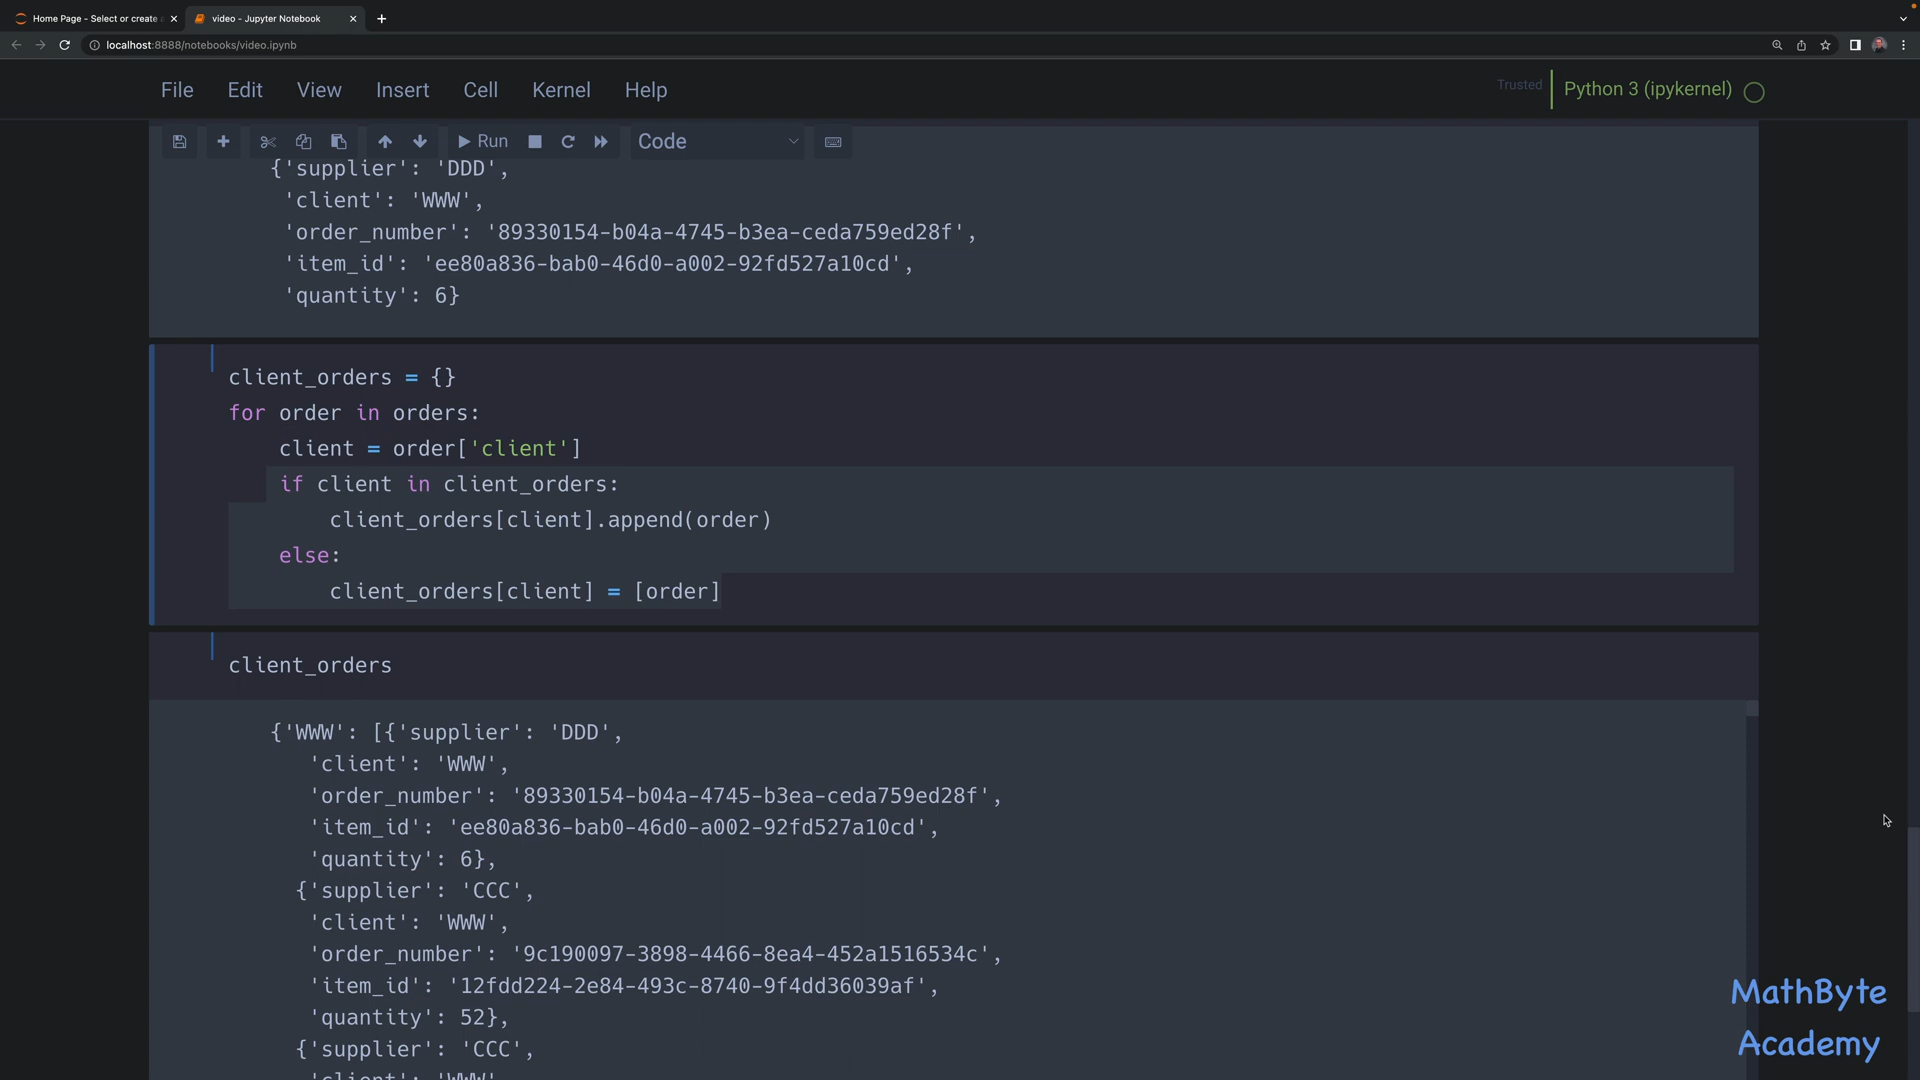 Home Page - Select or create a
video - Jupyter Notebook
localhost:8888/notebooks/video.ipynb
File Edit View Insert Cell Kernel Help
Trusted
Python 3 (ipykernel)
Run
Code
{'supplier': 'DDD',
'client': 'WWW',
'order_number': '89330154-b04a-4745-b3ea-ceda759ed28f',
'item_id': 'ee80a836-bab0-46d0-a002-92fd527a10cd',
'quantity': 6}
client_orders = {}
for order in orders:
    client = order['client']
    if client in client_orders:
        client_orders[client].append(order)
    else:
        client_orders[client] = [order]
client_orders
{'WWW': [{'supplier': 'DDD',
'client': 'WWW',
'order_number': '89330154-b04a-4745-b3ea-ceda759ed28f',
'item_id': 'ee80a836-bab0-46d0-a002-92fd527a10cd',
'quantity': 6},
{'supplier': 'CCC',
'client': 'WWW',
'order_number': '9c190097-3898-4466-8ea4-452a1516534c',
'item_id': '12fdd224-2e84-493c-8740-9f4dd36039af',
'quantity': 52},
{'supplier': 'CCC',
'client': 'WWW',
MathByte
Academy